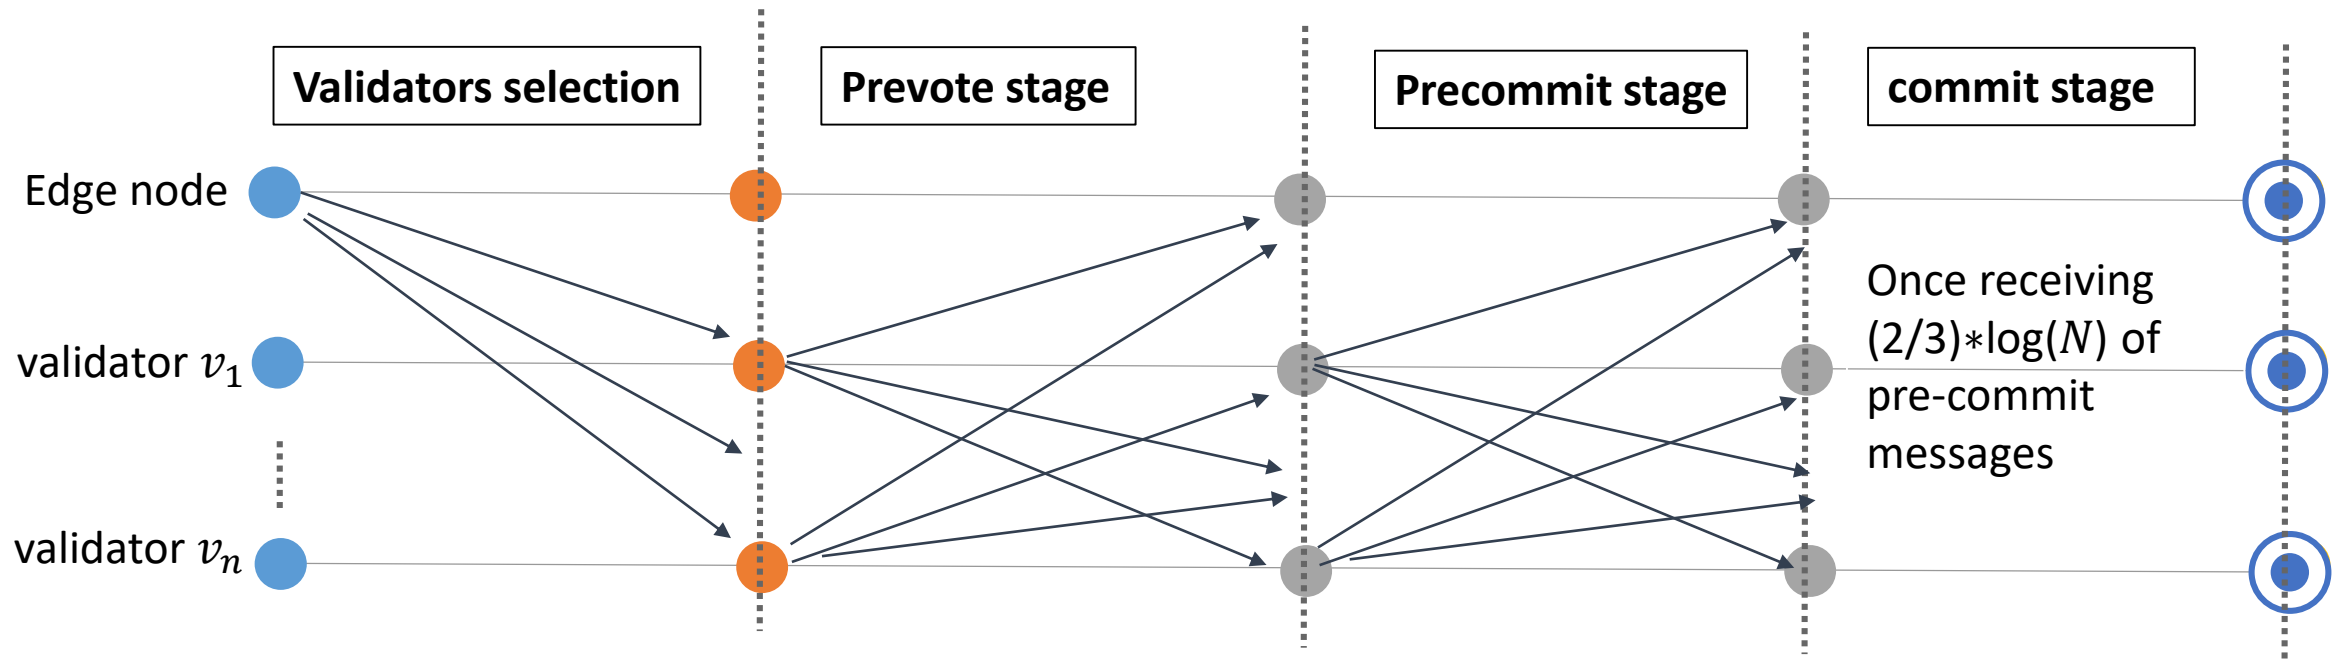 Validators selection
Prevote stage
Precommit stage
commit stage
Edge node
validator 𝑣₁
validator 𝑣ₙ
Once receiving
(2/3)∗log(𝑁) of
pre-commit
messages